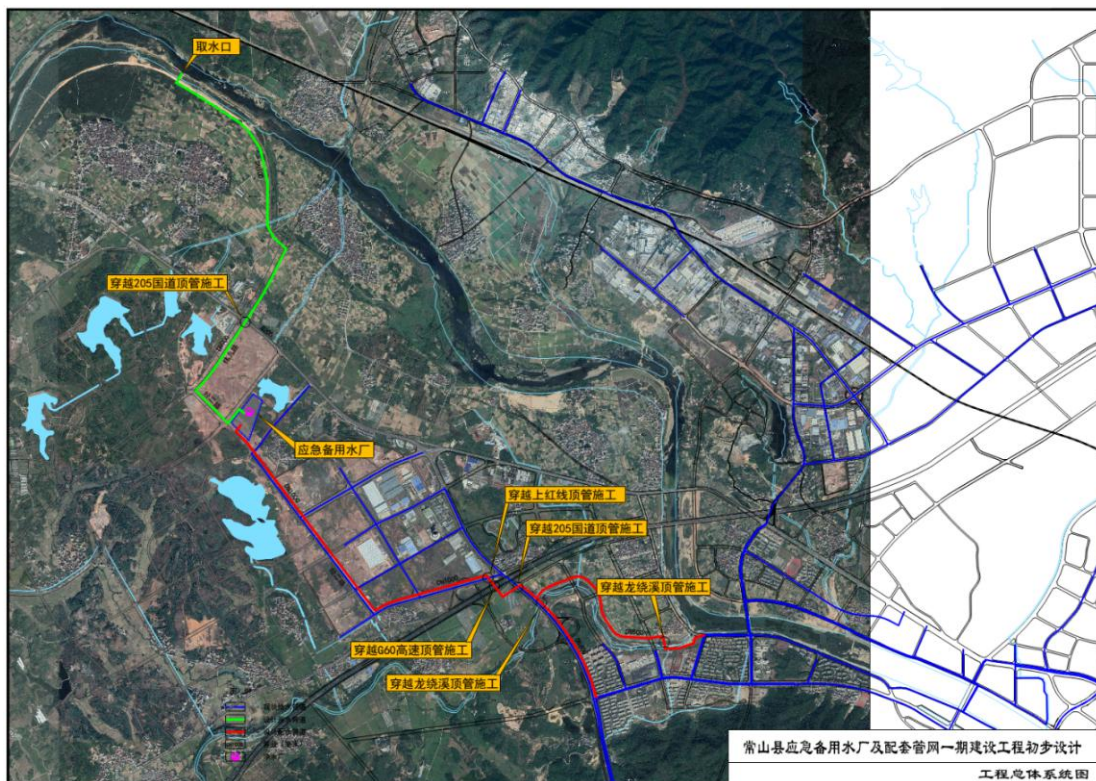 取水口
穿越205国道顶管施工
应急备用水厂
穿越上红线顶管施工
穿越205国道顶管施工
穿越龙绕溪顶管施工
穿越G60高速顶管施工
穿越龙绕溪顶管施工
常山县应急备用水厂及配套管网一期建设工程初步设计
工程总体系统图